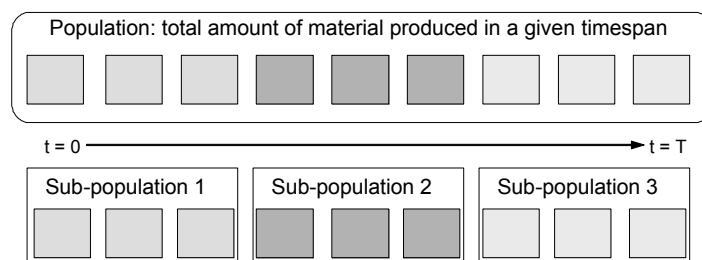 Population: total amount of material produced in a given timespan
t = 0
t = T
Sub-population 1
Sub-population 2
Sub-population 3